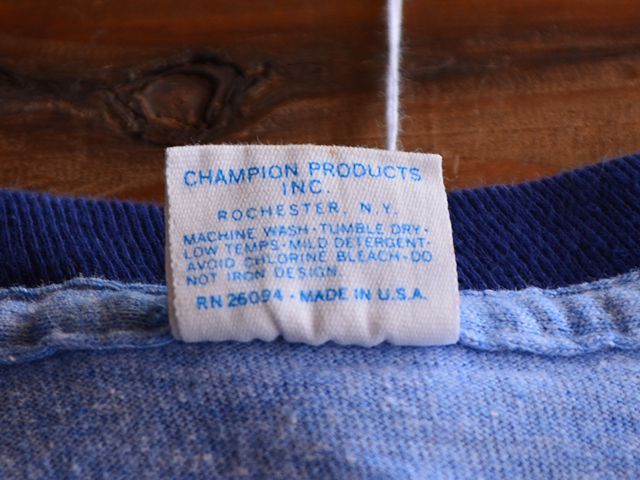 CHAMPION PRODUCTS
INC.
ROCHESTER, N.Y.
MACHINE WASH · TUMBLE DRY ·
LOW TEMPS · MILD DETERGENT ·
AVOID CHLORINE BLEACH · DO
NOT IRON DESIGN.
RN 26094 · MADE IN U.S.A.